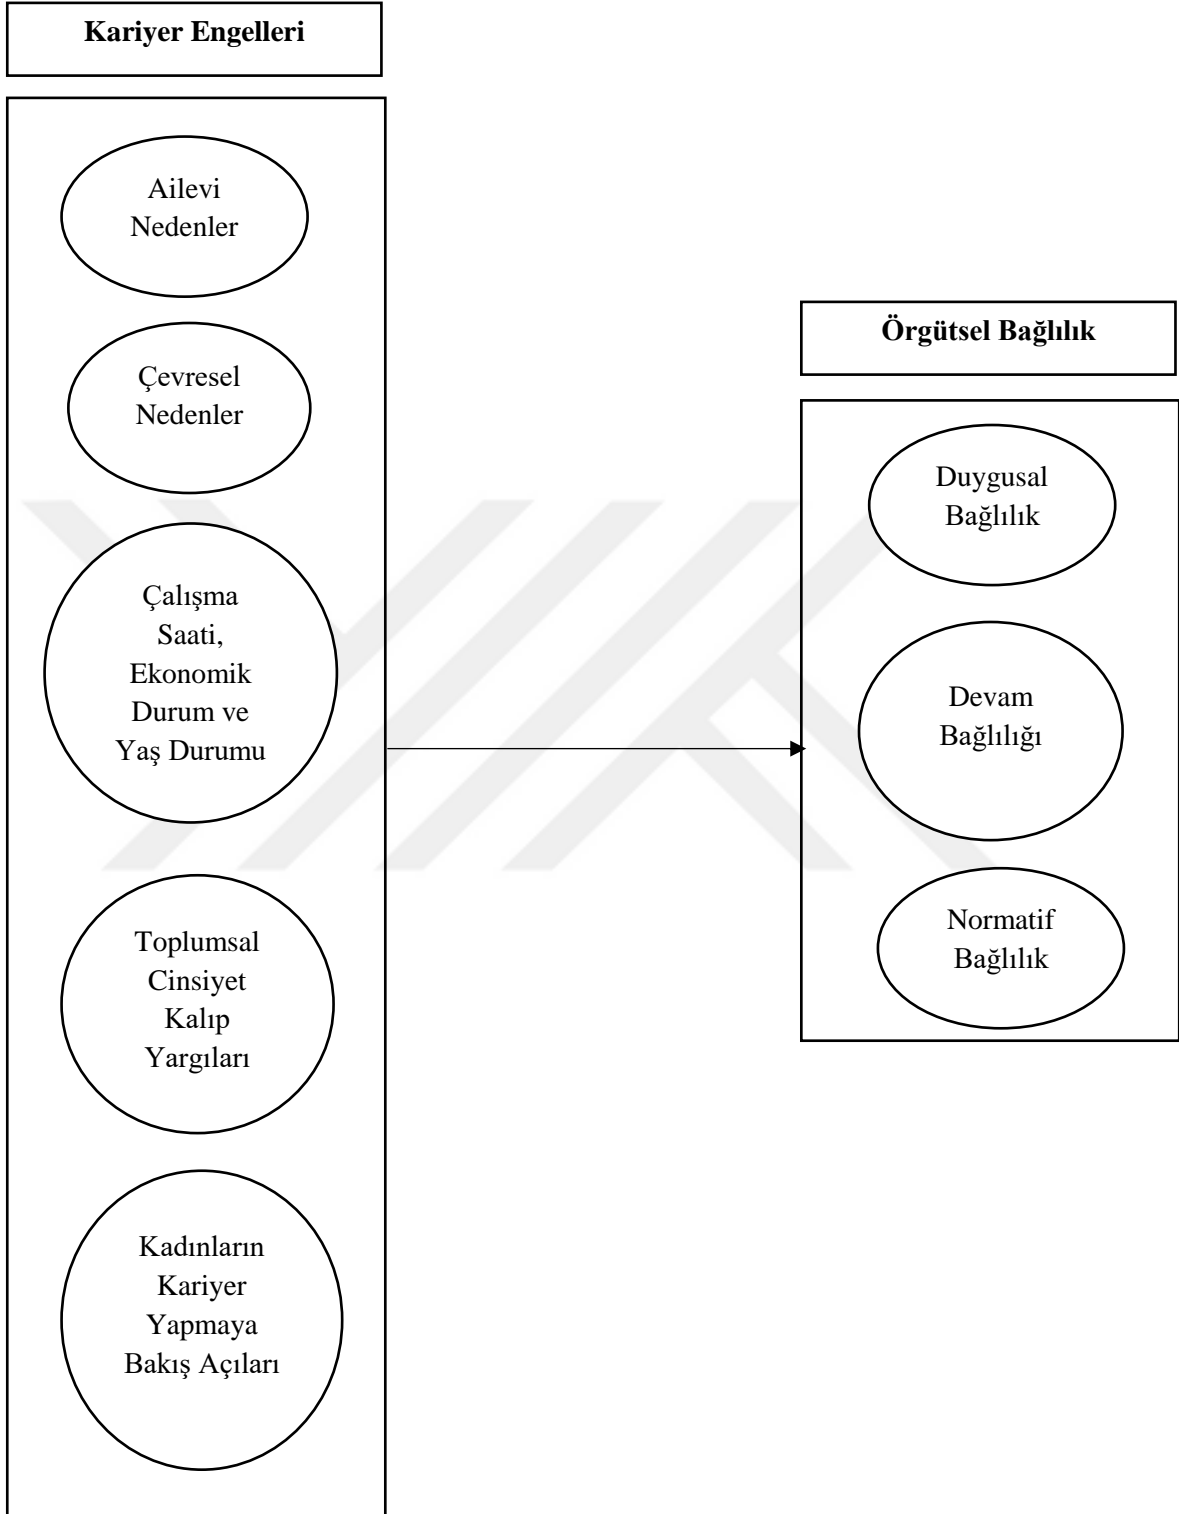 Kariyer Engelleri
Ailevi
Nedenler
Çevresel
Nedenler
Çalışma
Saati,
Ekonomik
Durum ve
Yaş Durumu
Toplumsal
Cinsiyet
Kalıp
Yargıları
Kadınların
Kariyer
Yapmaya
Bakış Açıları
Örgütsel Bağlılık
Duygusal
Bağlılık
Devam
Bağlılığı
Normatif
Bağlılık